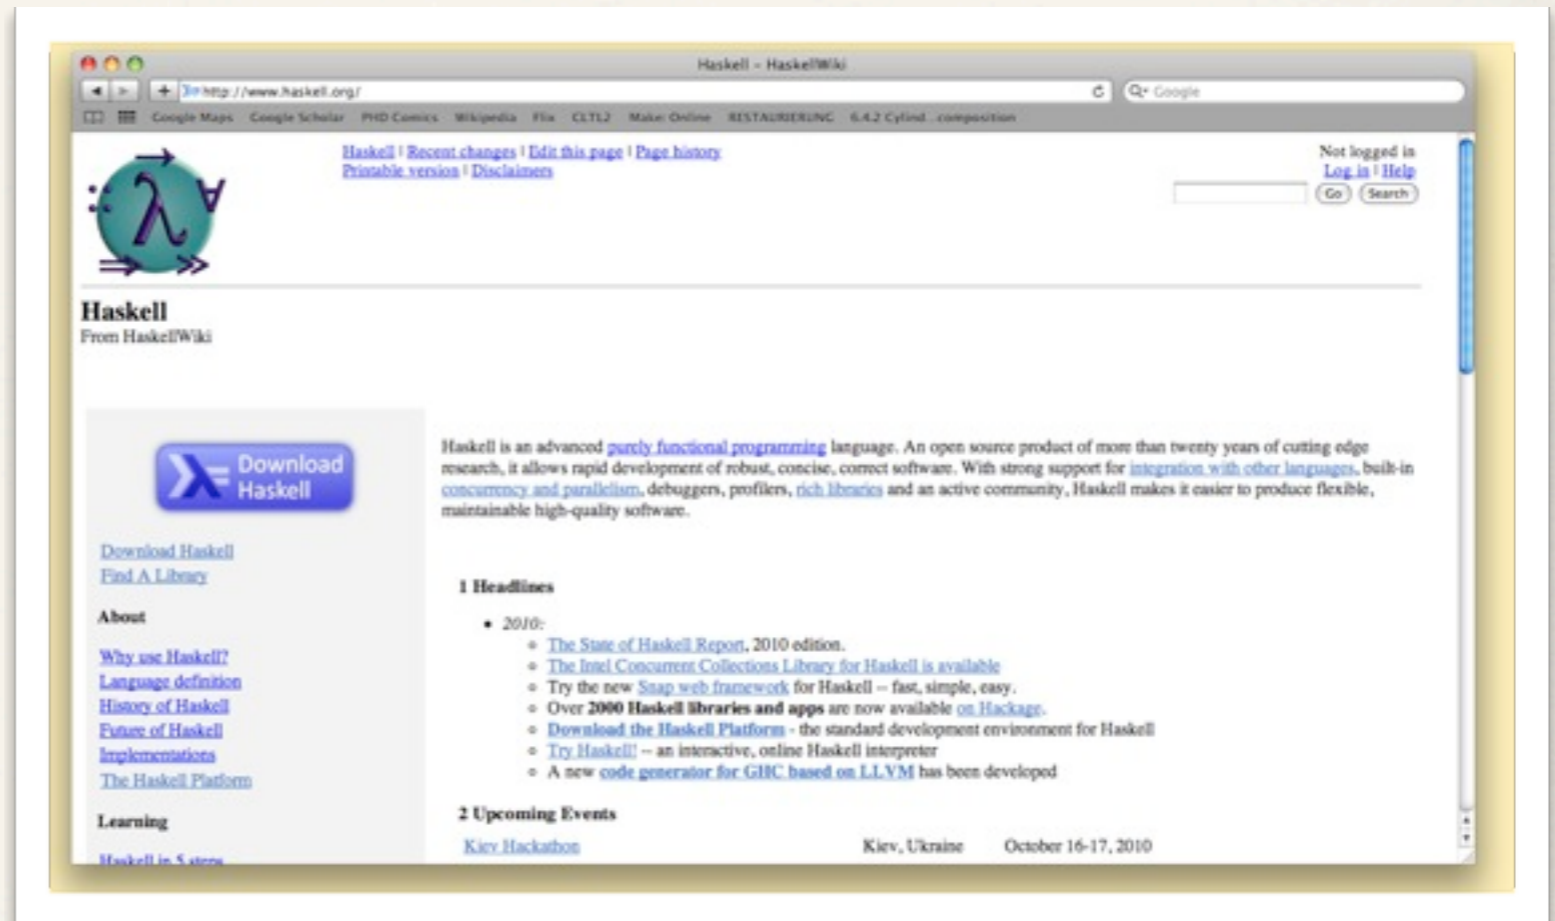 Haskell – HaskellWiki
+ http://www.haskell.org/ Google
Google Maps Google Scholar PHD Comics Wikipedia Flix CLTL2 Make: Online RESTAURIERUNG 6.4.2 Cylind...composition
Haskell | Recent changes | Edit this page | Page history
Printable version | Disclaimers
Not logged in
Log in | Help
Go Search
λ ∀
Haskell
From HaskellWiki
Download
Haskell
Download Haskell
Find A Library
About
Why use Haskell?
Language definition
History of Haskell
Future of Haskell
Implementations
The Haskell Platform
Learning
Haskell in 5 steps
Haskell is an advanced purely functional programming language. An open source product of more than twenty years of cutting edge
research, it allows rapid development of robust, concise, correct software. With strong support for integration with other languages, built-in
concurrency and parallelism, debuggers, profilers, rich libraries and an active community, Haskell makes it easier to produce flexible,
maintainable high-quality software.
1 Headlines
• 2010:
The State of Haskell Report, 2010 edition.
The Intel Concurrent Collections Library for Haskell is available
Try the new Snap web framework for Haskell – fast, simple, easy.
Over 2000 Haskell libraries and apps are now available on Hackage.
Download the Haskell Platform - the standard development environment for Haskell
Try Haskell! – an interactive, online Haskell interpreter
A new code generator for GHC based on LLVM has been developed
2 Upcoming Events
Kiev Hackathon Kiev, Ukraine October 16-17, 2010